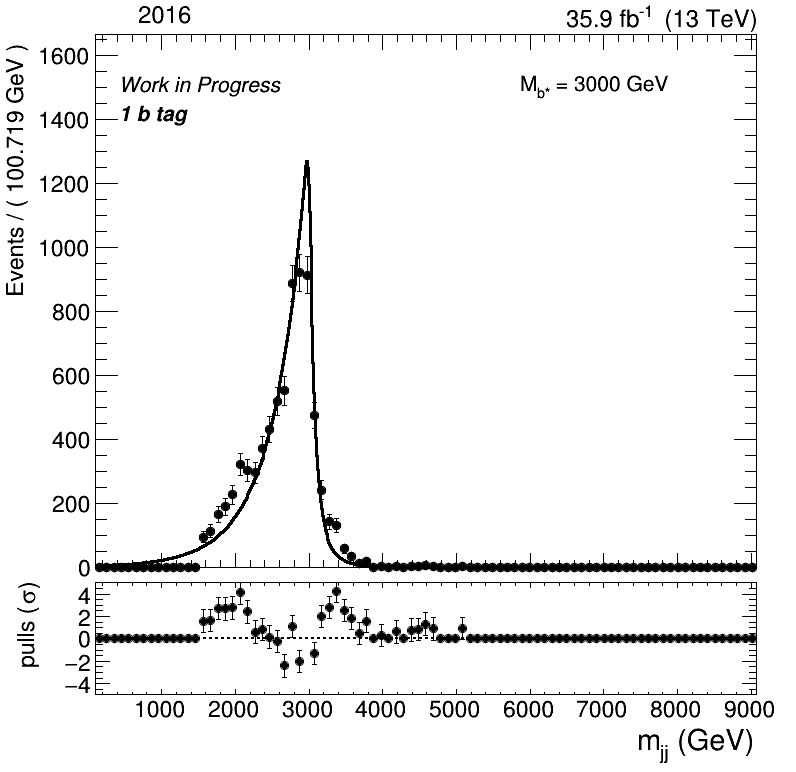 2016 35.9 fb⁻¹ (13 TeV)
Events / ( 100.719 GeV )
1600
1400
1200
1000
800
600
400
200
0
Work in Progress
1 b tag
M_b* = 3000 GeV
pulls (σ)
4
2
0
−2
−4
1000 2000 3000 4000 5000 6000 7000 8000 9000
m_jj (GeV)